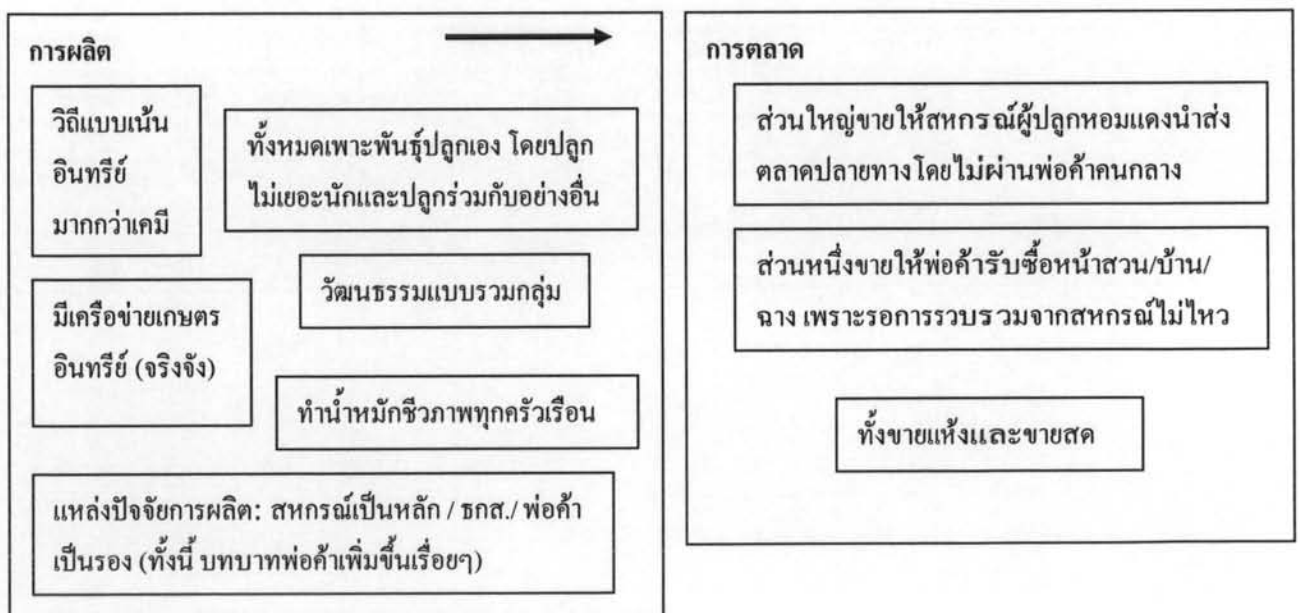 การผลิต
วิถีแบบเน้น
อินทรีย์
มากกว่าเคมี
ทั้งหมดเพาะพันธุ์ปลูกเอง โดยปลูก
ไม่เยอะนักและปลูกร่วมกับอย่างอื่น
วัฒนธรรมแบบรวมกลุ่ม
มีเครือข่ายเกษตร
อินทรีย์ (จริงจัง)
ทำน้ำหมักชีวภาพทุกครัวเรือน
แหล่งปัจจัยการผลิต: สหกรณ์เป็นหลัก / ธกส./ พ่อค้า
เป็นรอง (ทั้งนี้ บทบาทพ่อค้าเพิ่มขึ้นเรื่อยๆ)
การตลาด
ส่วนใหญ่ขายให้สหกรณ์ผู้ปลูกหอมแดงนำส่ง
ตลาดปลายทางโดยไม่ผ่านพ่อค้าคนกลาง
ส่วนหนึ่งขายให้พ่อค้ารับซื้อหน้าสวน/บ้าน/
ฉาง เพราะรอการรวบรวมจากสหกรณ์ไม่ไหว
ทั้งขายแห้งและขายสด